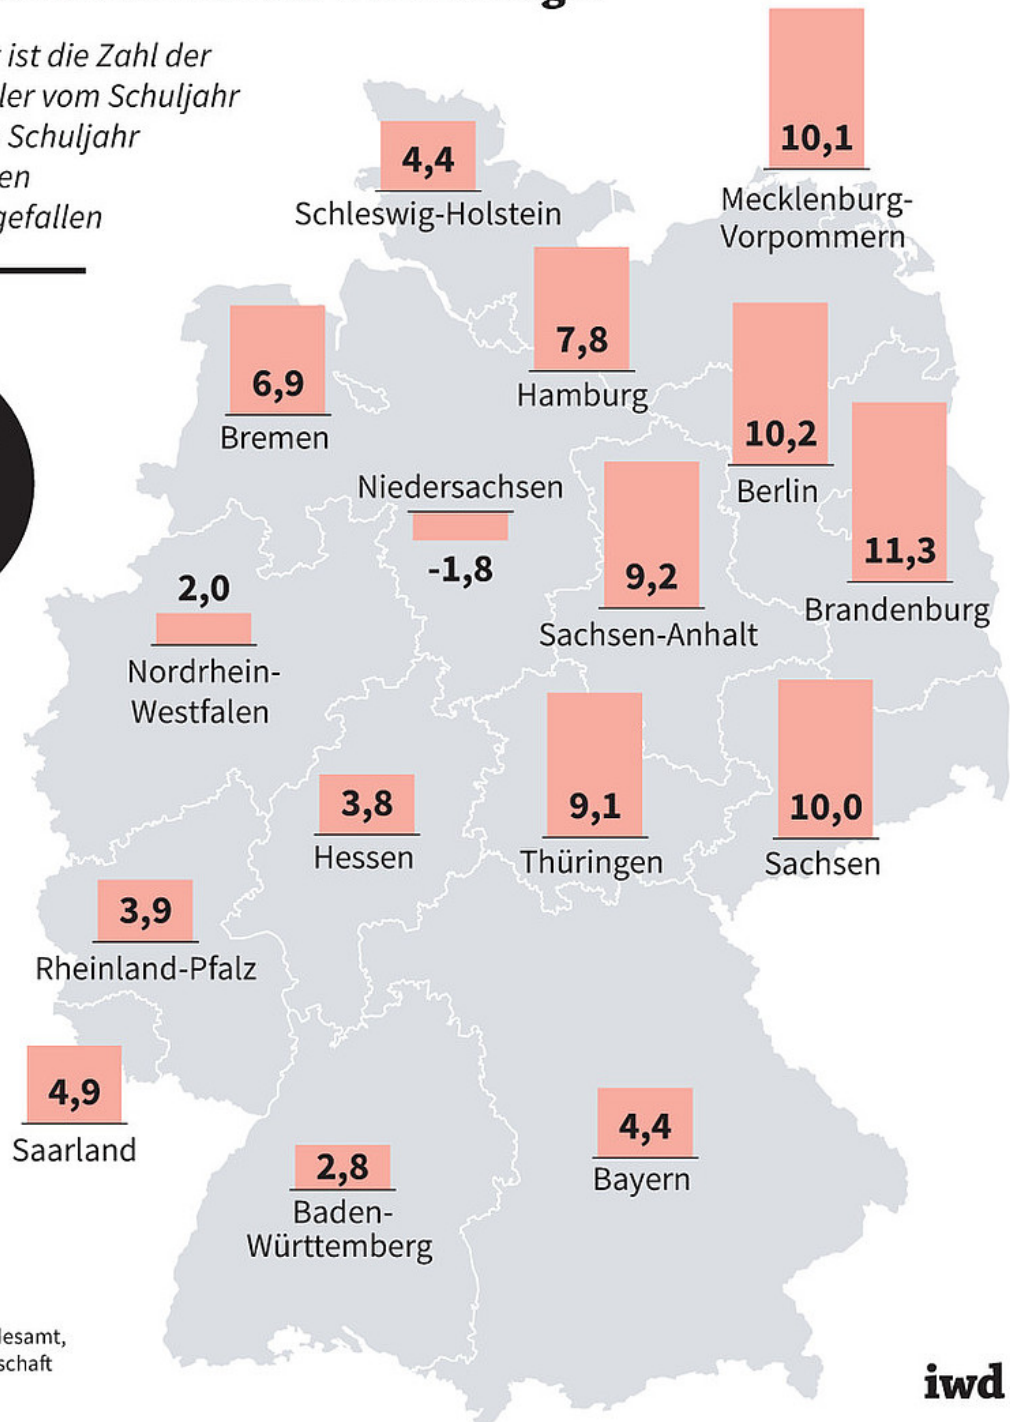 ist die Zahl der
ler vom Schuljahr
Schuljahr
en
gefallen
10,1
Mecklenburg-
Vorpommern
4,4
Schleswig-Holstein
7,8
Hamburg
6,9
Bremen
10,2
Berlin
Niedersachsen
-1,8
11,3
Brandenburg
9,2
Sachsen-Anhalt
2,0
Nordrhein-
Westfalen
3,8
Hessen
9,1
Thüringen
10,0
Sachsen
3,9
Rheinland-Pfalz
4,9
Saarland
4,4
Bayern
2,8
Baden-
Württemberg
desamt,
schaft
iwd